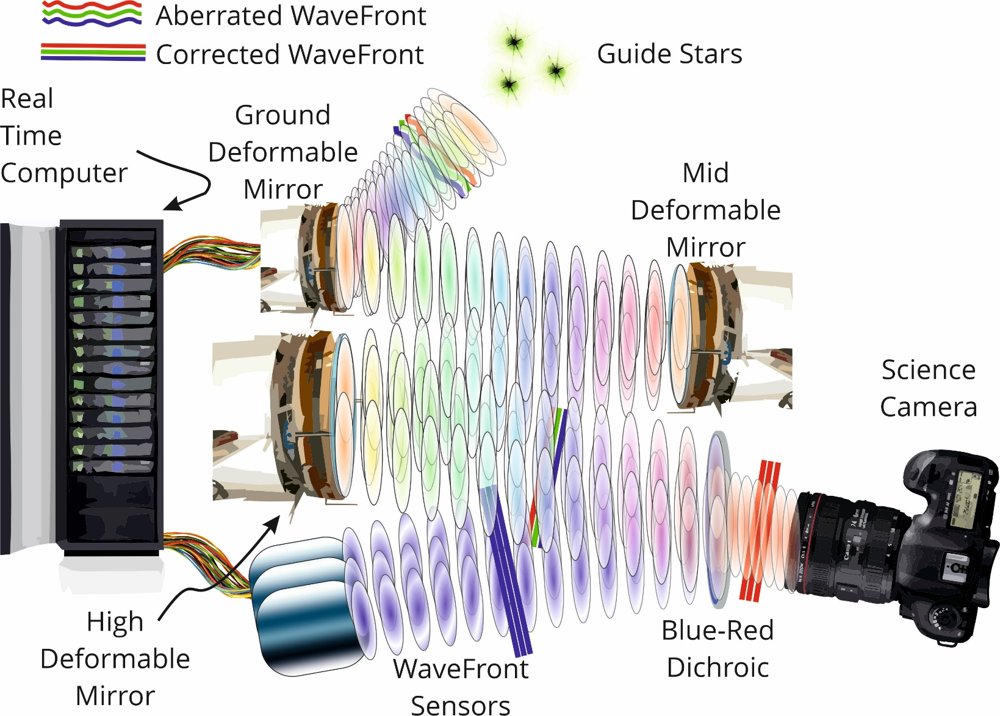 Aberrated WaveFront
Corrected WaveFront
Guide Stars
Real
Time
Computer
Ground
Deformable
Mirror
Mid
Deformable
Mirror
Science
Camera
High
Deformable
Mirror
WaveFront
Sensors
Blue-Red
Dichroic
Canon